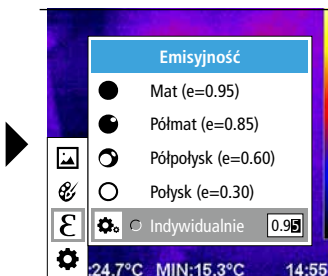 Emisyjność
Mat (e=0.95)
Półmat (e=0.85)
Półpołysk (e=0.60)
Połysk (e=0.30)
ε Indywidualnie 0.95
:24.7°C MIN:15.3°C 14:55